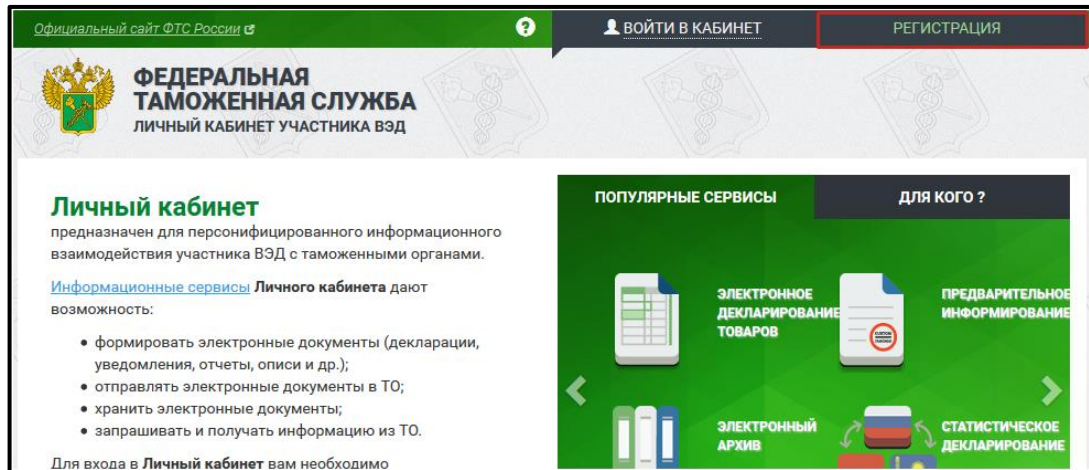 Официальный сайт ФТС России
?
ВОЙТИ В КАБИНЕТ
РЕГИСТРАЦИЯ
ФЕДЕРАЛЬНАЯ
ТАМОЖЕННАЯ СЛУЖБА
ЛИЧНЫЙ КАБИНЕТ УЧАСТНИКА ВЭД
Личный кабинет
предназначен для персонифицированного информационного
взаимодействия участника ВЭД с таможенными органами.
Информационные сервисы Личного кабинета дают
возможность:
• формировать электронные документы (декларации,
уведомления, отчеты, описи и др.);
• отправлять электронные документы в ТО;
• хранить электронные документы;
• запрашивать и получать информацию из ТО.
Для входа в Личный кабинет вам необходимо
ПОПУЛЯРНЫЕ СЕРВИСЫ
ДЛЯ КОГО ?
ЭЛЕКТРОННОЕ
ДЕКЛАРИРОВАНИЕ
ТОВАРОВ
ПРЕДВАРИТЕЛЬНОЕ
ИНФОРМИРОВАНИЕ
ЭЛЕКТРОННЫЙ
АРХИВ
СТАТИСТИЧЕСКОЕ
ДЕКЛАРИРОВАНИЕ